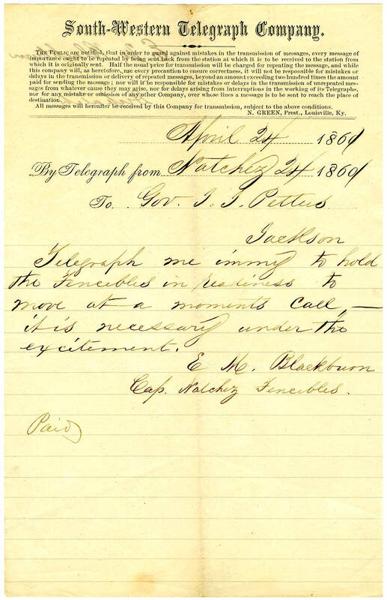 South-Western Telegraph Company.
THE PUBLIC are notified, that in order to guard against mistakes in the transmission of messages, every message of
importance ought to be repeated by being sent back from the station at which it is to be received to the station from
which it is originally sent. Half the usual price for transmission will be charged for repeating the message, and while
this company will, as heretofore, use every precaution to ensure correctness, it will not be responsible for mistakes or
delays in the transmission or delivery of repeated messages, beyond an amount exceeding two hundred times the amount
paid for sending the message; nor will it be responsible for mistakes or delays in the transmission of unrepeated mes-
sages from whatever cause they may arise, nor for delays arising from interruptions in the working of its Telegraphs,
nor for any mistake or omission of any other Company, over whose lines a message is to be sent to reach the place of
destination.
All messages will hereafter be received by this Company for transmission, subject to the above conditions.
N. GREEN, Prest., Louisville, Ky.
April 24 1861
By Telegraph from Natchez 24 1861
To Gov. J. J. Pettus
Jackson
Telegraph me immy to hold
the Fencibles in readiness to
move at a moments call,—
it is necessary under the
excitement.
E. M. Blackburn
Cap. Natchez Fencibles.
Paid